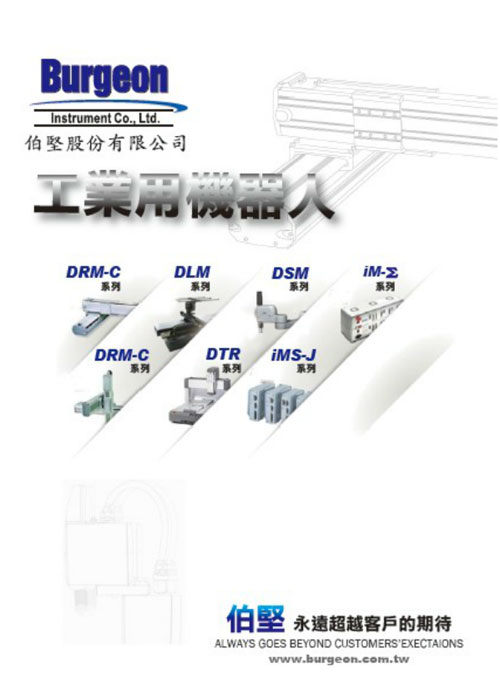 Burgeon
Instrument Co., Ltd.
伯堅股份有限公司
工業用機器人
DRM-C
系列
DLM
系列
DSM
系列
iM-Σ
系列
DRM-C
系列
DTR
系列
iMS-J
系列
伯堅 永遠超越客戶的期待
ALWAYS GOES BEYOND CUSTOMERS'EXECTAIONS
www.burgeon.com.tw